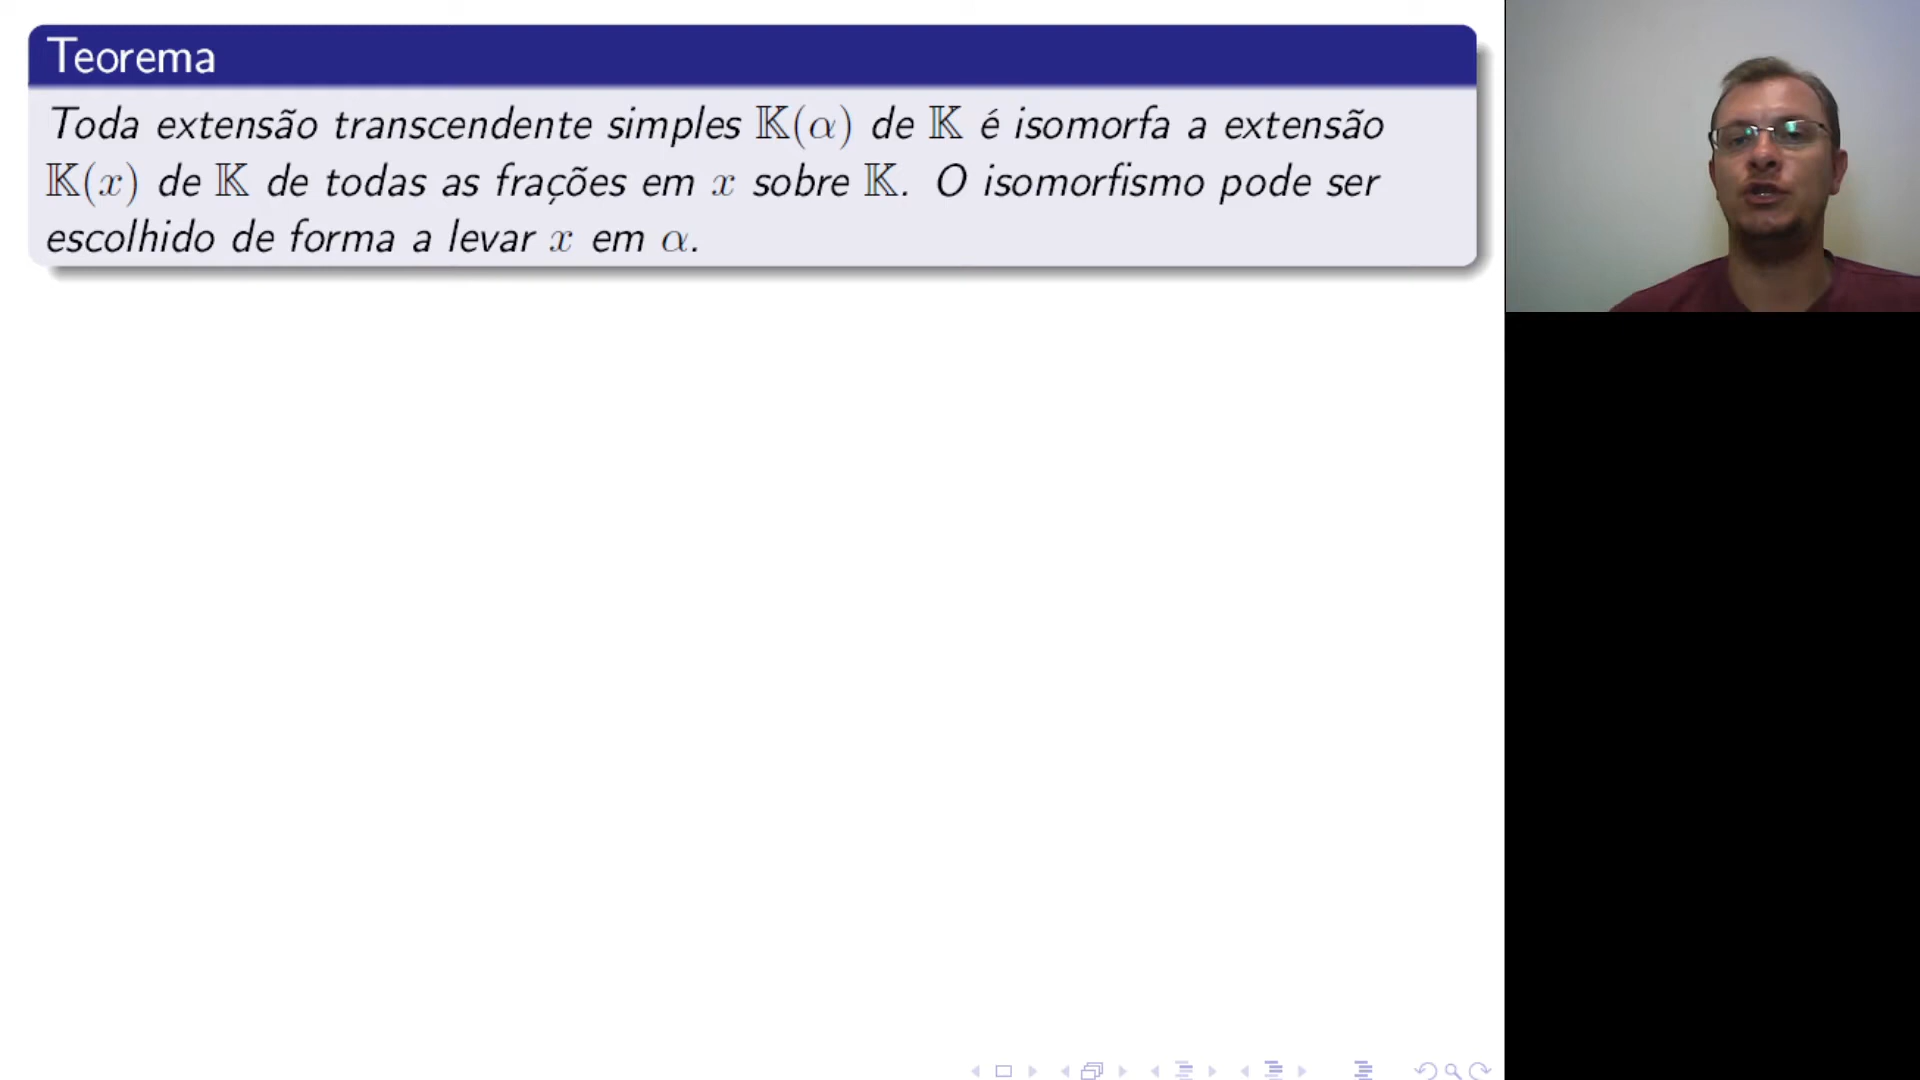 Teorema
Toda extensão transcendente simples 𝕂(α) de 𝕂 é isomorfa a extensão
𝕂(x) de 𝕂 de todas as frações em x sobre 𝕂. O isomorfismo pode ser
escolhido de forma a levar x em α.